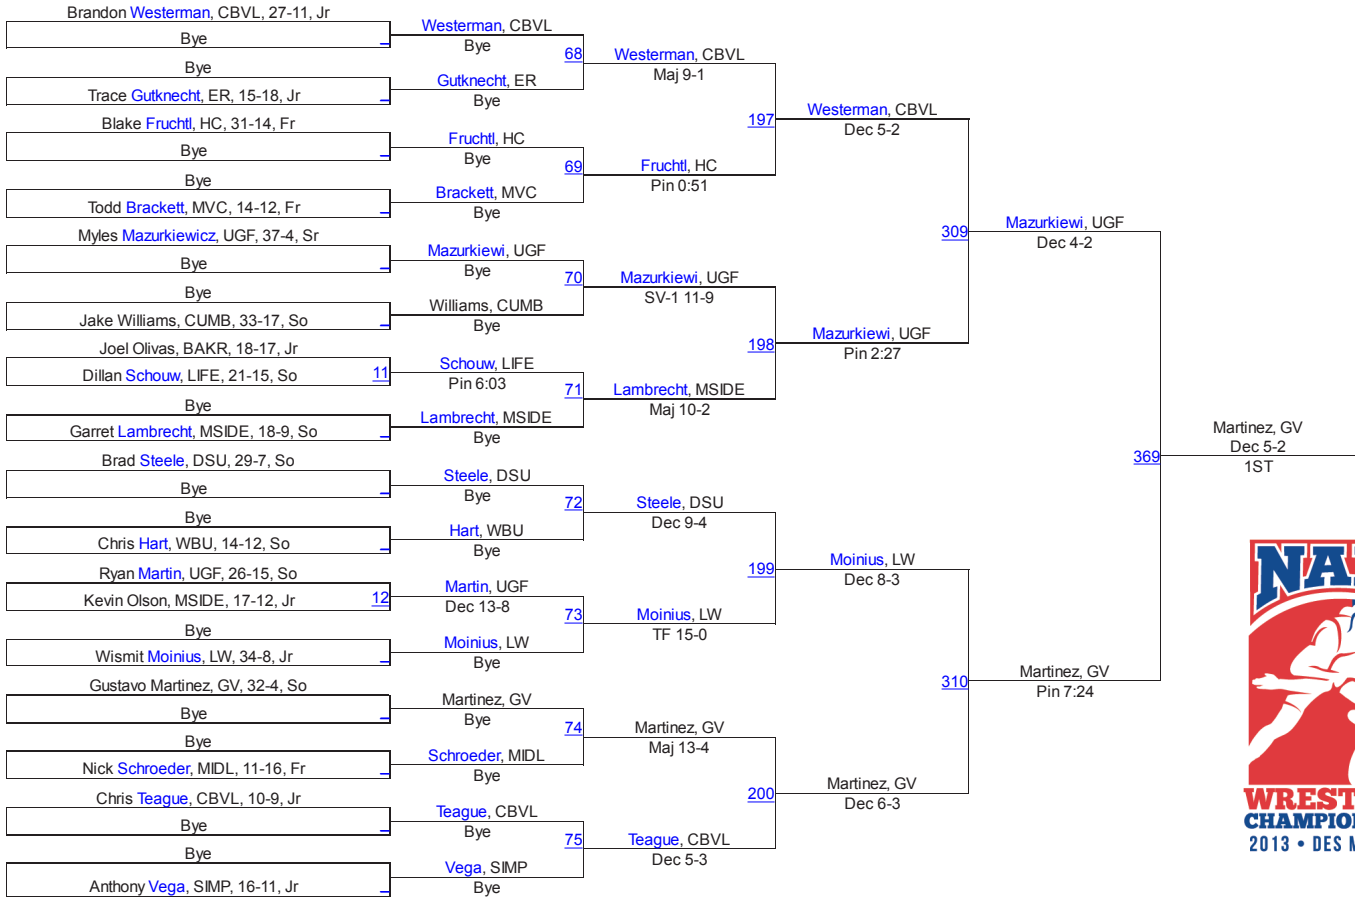 Brandon Westerman, CBVL, 27-11, Jr
Bye
Bye
Trace Gutknecht, ER, 15-18, Jr
Blake Fruchtl, HC, 31-14, Fr
Bye
Bye
Todd Brackett, MVC, 14-12, Fr
Myles Mazurkiewicz, UGF, 37-4, Sr
Bye
Bye
Jake Williams, CUMB, 33-17, So
Joel Olivas, BAKR, 18-17, Jr
Dillan Schouw, LIFE, 21-15, So
11
Bye
Garret Lambrecht, MSIDE, 18-9, So
Brad Steele, DSU, 29-7, So
Bye
Bye
Chris Hart, WBU, 14-12, So
Ryan Martin, UGF, 26-15, So
Kevin Olson, MSIDE, 17-12, Jr
12
Bye
Wismit Moinius, LW, 34-8, Jr
Gustavo Martinez, GV, 32-4, So
Bye
Bye
Nick Schroeder, MIDL, 11-16, Fr
Chris Teague, CBVL, 10-9, Jr
Bye
Bye
Anthony Vega, SIMP, 16-11, Jr
Westerman, CBVL
Bye
68
Gutknecht, ER
Bye
Fruchtl, HC
Bye
69
Brackett, MVC
Bye
Mazurkiewi, UGF
Bye
70
Williams, CUMB
Bye
Schouw, LIFE
Pin 6:03
71
Lambrecht, MSIDE
Bye
Steele, DSU
Bye
72
Hart, WBU
Bye
Martin, UGF
Dec 13-8
73
Moinius, LW
Bye
Martinez, GV
Bye
74
Schroeder, MIDL
Bye
Teague, CBVL
Bye
75
Vega, SIMP
Bye
Westerman, CBVL
Maj 9-1
197
Fruchtl, HC
Pin 0:51
Mazurkiewi, UGF
SV-1 11-9
198
Lambrecht, MSIDE
Maj 10-2
Steele, DSU
Dec 9-4
199
Moinius, LW
TF 15-0
Martinez, GV
Maj 13-4
200
Teague, CBVL
Dec 5-3
Westerman, CBVL
Dec 5-2
309
Mazurkiewi, UGF
Pin 2:27
Moinius, LW
Dec 8-3
310
Martinez, GV
Dec 6-3
Mazurkiewi, UGF
Dec 4-2
369
Martinez, GV
Pin 7:24
Martinez, GV
Dec 5-2
1ST
NA
WREST
CHAMPION
2013 • DES M